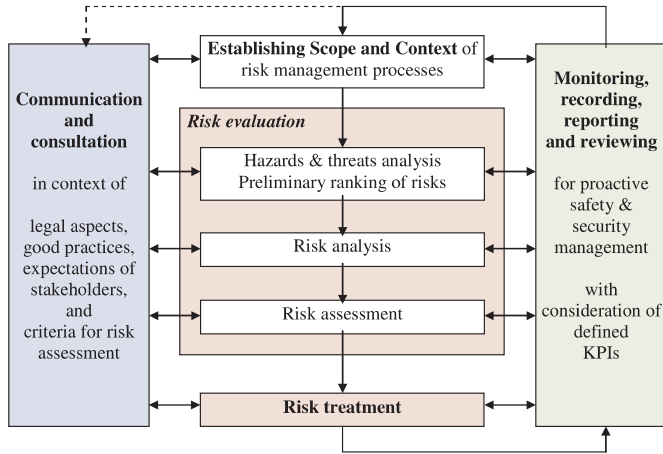 Establishing Scope and Context of
risk management processes
Communication
and
consultation
in context of
legal aspects,
good practices,
expectations of
stakeholders,
and
criteria for risk
assessment
Risk evaluation
Hazards & threats analysis
Preliminary ranking of risks
Risk analysis
Risk assessment
Risk treatment
Monitoring,
recording,
reporting
and reviewing
for proactive
safety &
security
management
with
consideration of
defined
KPIs